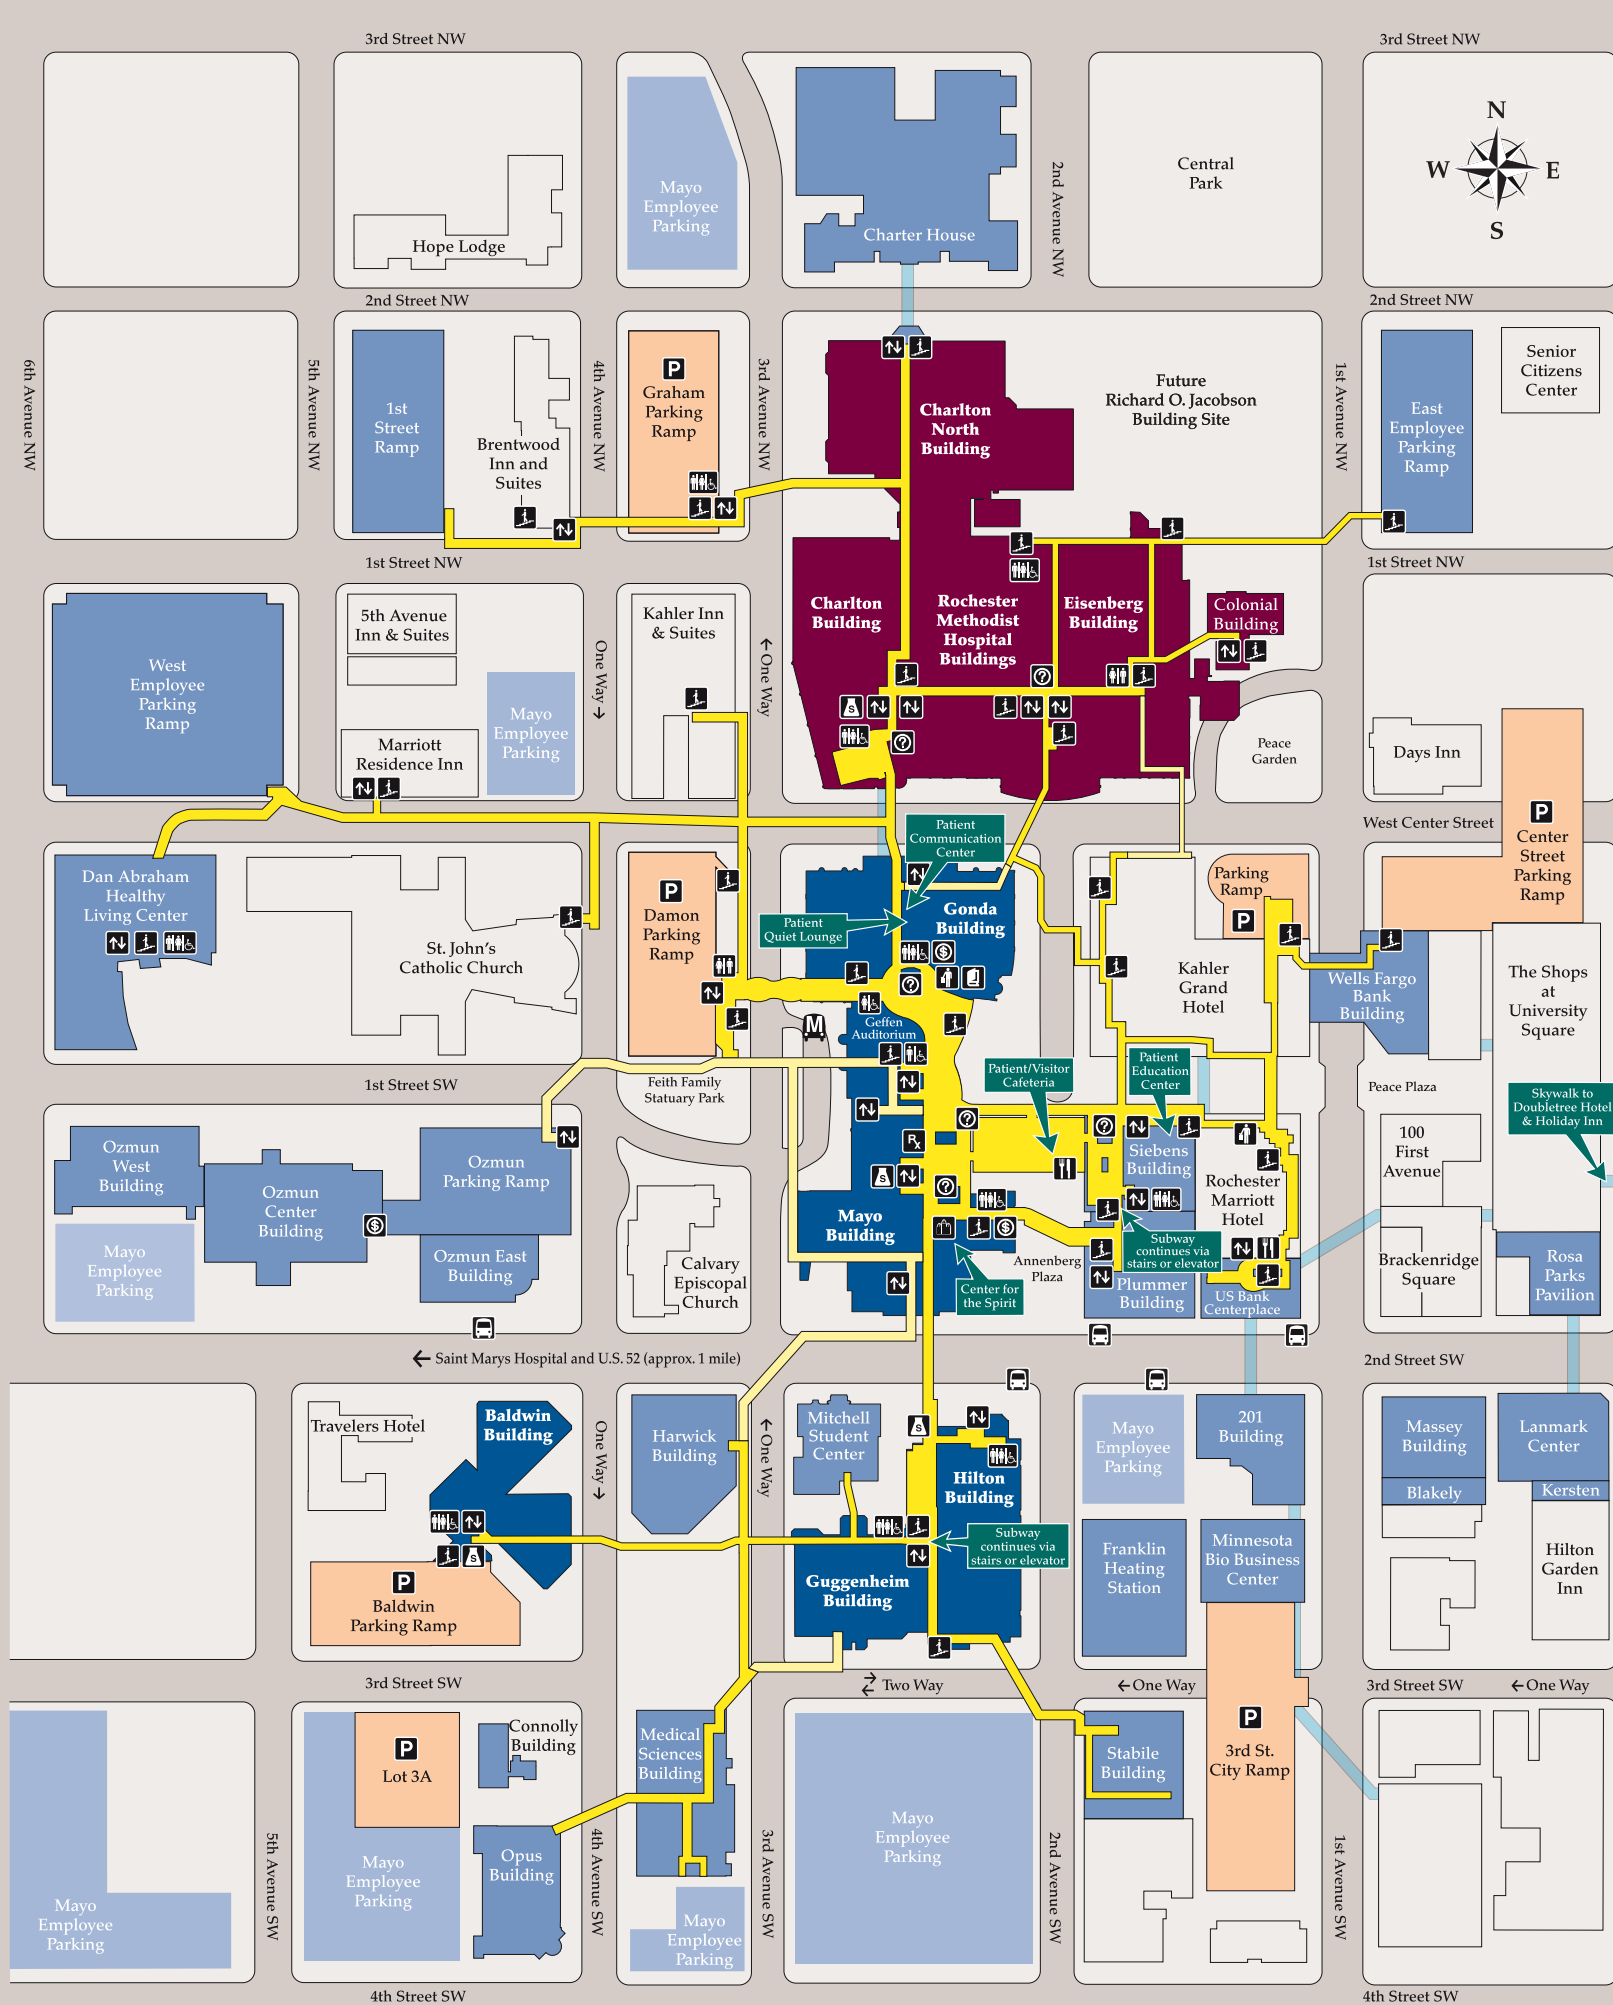 3rd Street NW
3rd Street NW
N
W
E
S
Central
Park
2nd Avenue NW
Mayo
Employee
Parking
Hope Lodge
Charter House
2nd Street NW
2nd Street NW
6th Avenue NW
5th Avenue NW
4th Avenue NW
3rd Avenue NW
1st Avenue NW
1st
Street
Ramp
Brentwood
Inn and
Suites
P
Graham
Parking
Ramp
Charlton
North
Building
Future
Richard O. Jacobson
Building Site
East
Employee
Parking
Ramp
Senior
Citizens
Center
1st Street NW
1st Street NW
West
Employee
Parking
Ramp
5th Avenue
Inn & Suites
Marriott
Residence Inn
Mayo
Employee
Parking
One Way
Kahler Inn
& Suites
One Way
Charlton
Building
Rochester
Methodist
Hospital
Buildings
Eisenberg
Building
Colonial
Building
?
S
?
Peace
Garden
Days Inn
West Center Street
P
Center
Street
Parking
Ramp
Dan Abraham
Healthy
Living Center
St. John's
Catholic Church
P
Damon
Parking
Ramp
Patient
Communication
Center
Patient
Quiet Lounge
Gonda
Building
$
?
Geffen
Auditorium
M
Parking
Ramp
P
Kahler
Grand
Hotel
Wells Fargo
Bank
Building
The Shops
at
University
Square
1st Street SW
Feith Family
Statuary Park
Patient/Visitor
Cafeteria
Patient
Education
Center
Peace Plaza
Skywalk to
Doubletree Hotel
& Holiday Inn
Ozmun
West
Building
Ozmun
Center
Building
$
Ozmun
Parking Ramp
Ozmun East
Building
Mayo
Employee
Parking
Calvary
Episcopal
Church
Rx
S
?
?
?
$
Mayo
Building
Center for
the Spirit
Annenberg
Plaza
Siebens
Building
Subway
continues via
stairs or elevator
Plummer
Building
Rochester
Marriott
Hotel
US Bank
Centerplace
100
First
Avenue
Brackenridge
Square
Rosa
Parks
Pavilion
Saint Marys Hospital and U.S. 52 (approx. 1 mile)
2nd Street SW
Travelers Hotel
Baldwin
Building
S
P
Baldwin
Parking Ramp
One Way
Harwick
Building
One Way
Mitchell
Student
Center
S
Hilton
Building
Subway
continues via
stairs or elevator
Guggenheim
Building
Mayo
Employee
Parking
201
Building
Franklin
Heating
Station
Minnesota
Bio Business
Center
Massey
Building
Blakely
Lanmark
Center
Kersten
Hilton
Garden
Inn
3rd Street SW
Two Way
One Way
3rd Street SW
One Way
Mayo
Employee
Parking
5th Avenue SW
P
Lot 3A
Mayo
Employee
Parking
Connolly
Building
Opus
Building
4th Avenue SW
Medical
Sciences
Building
Mayo
Employee
Parking
3rd Avenue SW
Mayo
Employee
Parking
2nd Avenue SW
Stabile
Building
P
3rd St.
City Ramp
1st Avenue SW
4th Street SW
4th Street SW